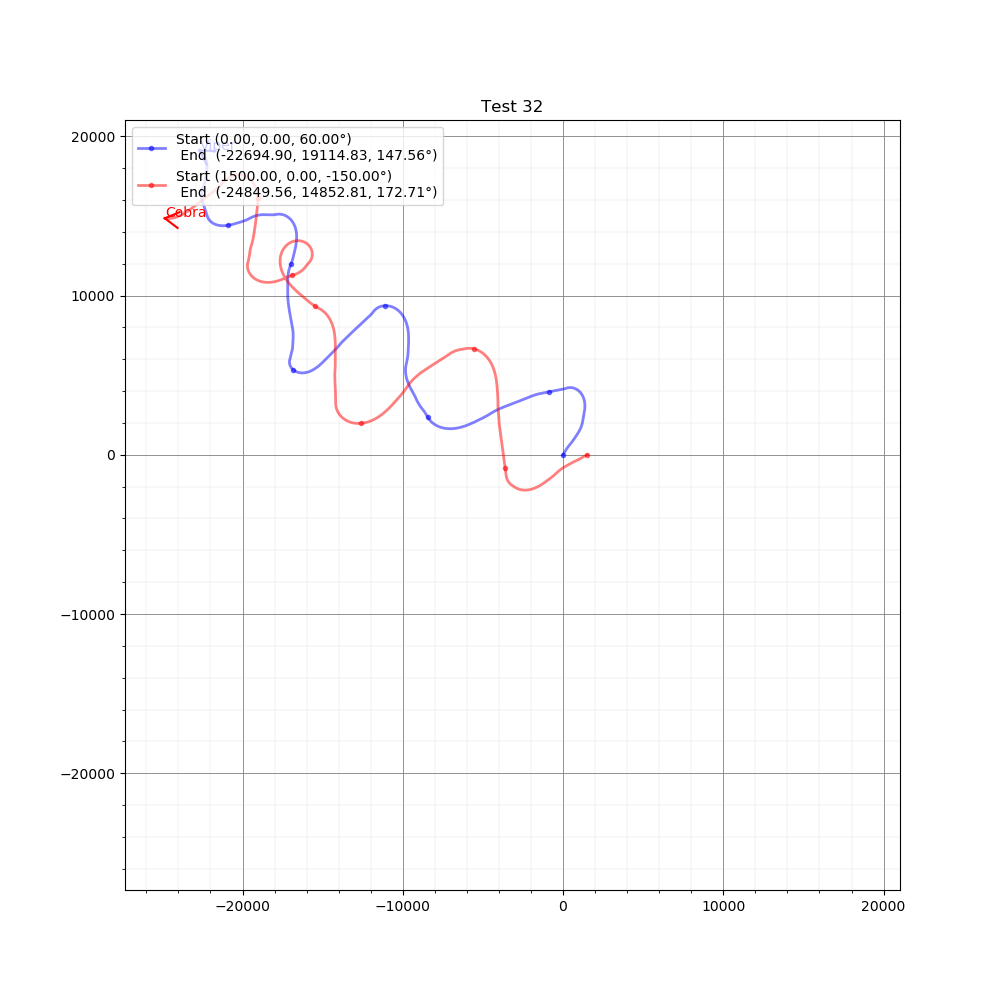 Test 32
Start (0.00, 0.00, 60.00°)
End (-22694.90, 19114.83, 147.56°)
Start (1500.00, 0.00, -150.00°)
End (-24849.56, 14852.81, 172.71°)
Cobra
20000
10000
0
−10000
−20000
−20000
−10000
0
10000
20000